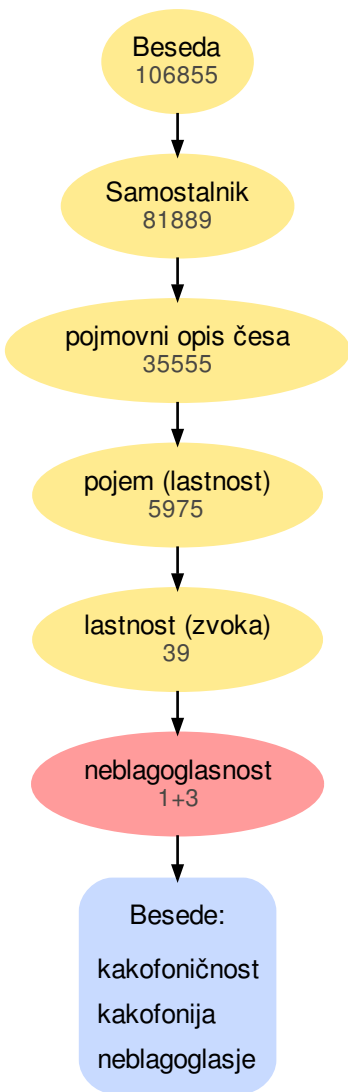 Beseda
106855
Samostalnik
81889
pojmovni opis česa
35555
pojem (lastnost)
5975
lastnost (zvoka)
39
neblagoglasnost
1+3
Besede:
kakofoničnost
kakofonija
neblagoglasje